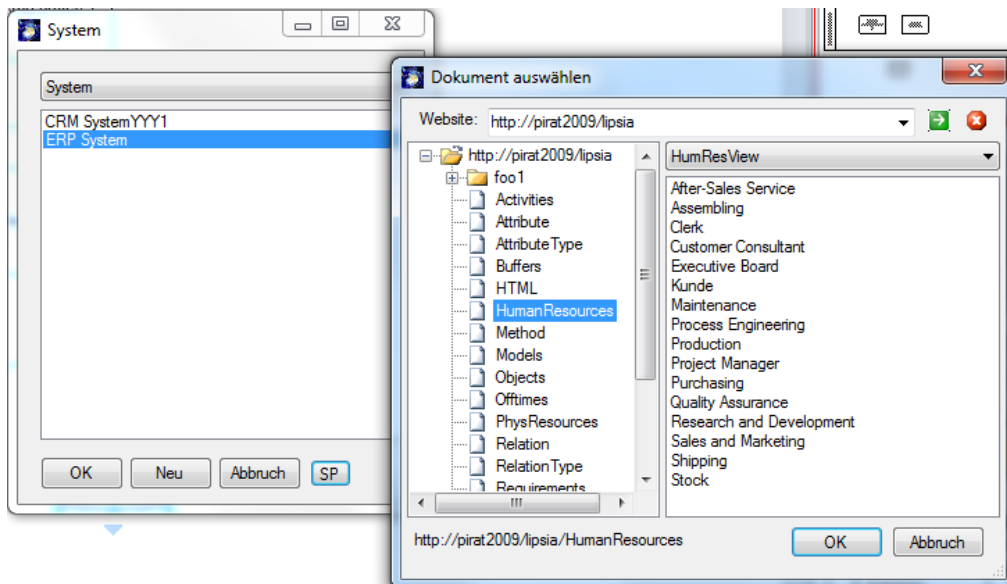 System
System
CRM SystemYYY1
ERP System
OK
Neu
Abbruch
SP
Dokument auswählen
Website: http://pirat2009/lipsia
http://pirat2009/lipsia
foo1
Activities
Attribute
AttributeType
Buffers
HTML
HumanResources
Method
Models
Objects
Offtimes
PhysResources
Relation
RelationType
Requirements
HumResView
After-Sales Service
Assembling
Clerk
Customer Consultant
Executive Board
Kunde
Maintenance
Process Engineering
Production
Project Manager
Purchasing
Quality Assurance
Research and Development
Sales and Marketing
Shipping
Stock
http://pirat2009/lipsia/HumanResources
OK
Abbruch